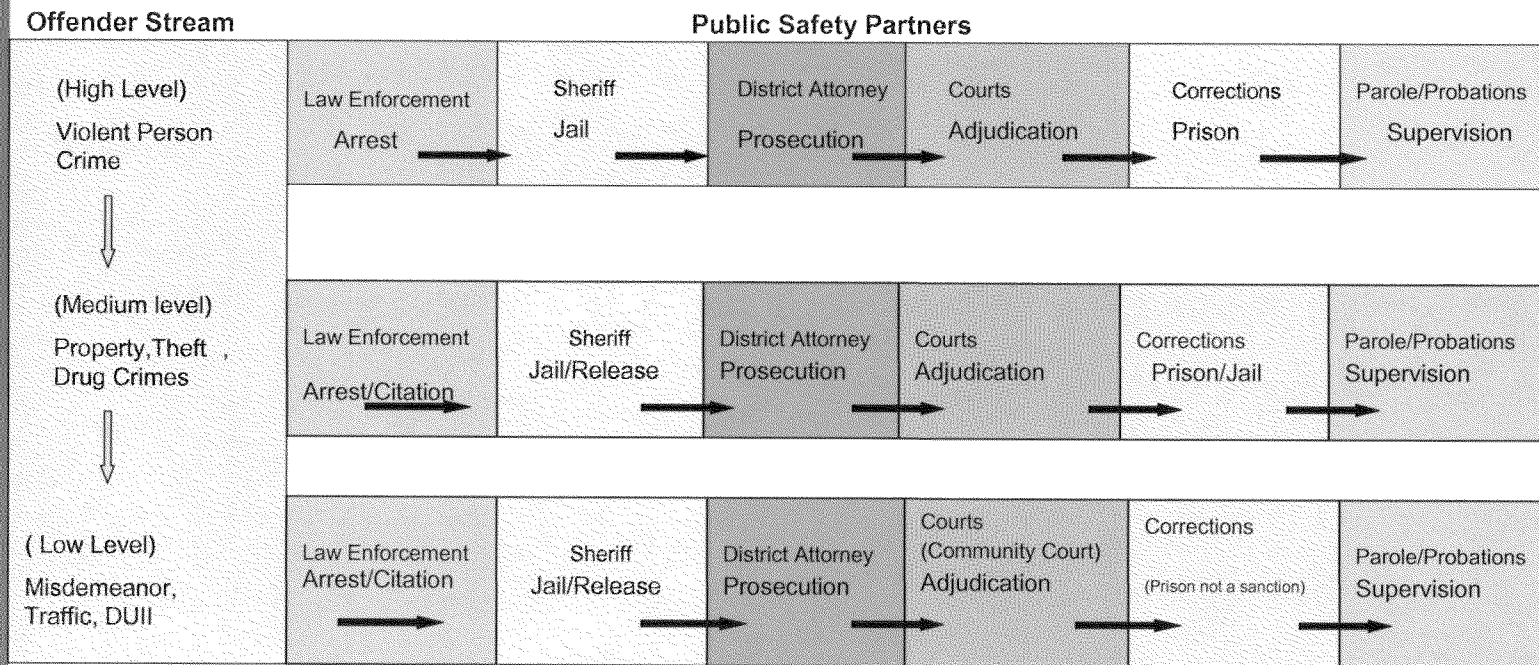 Offender Stream
Public Safety Partners
(High Level)
Violent Person
Crime
Law Enforcement
Arrest
Sheriff
Jail
District Attorney
Prosecution
Courts
Adjudication
Corrections
Prison
Parole/Probations
Supervision
(Medium level)
Property,Theft ,
Drug Crimes
Law Enforcement
Arrest/Citation
Sheriff
Jail/Release
District Attorney
Prosecution
Courts
Adjudication
Corrections
Prison/Jail
Parole/Probations
Supervision
( Low Level)
Misdemeanor,
Traffic, DUII
Law Enforcement
Arrest/Citation
Sheriff
Jail/Release
District Attorney
Prosecution
Courts
(Community Court)
Adjudication
Corrections
(Prison not a sanction)
Parole/Probations
Supervision